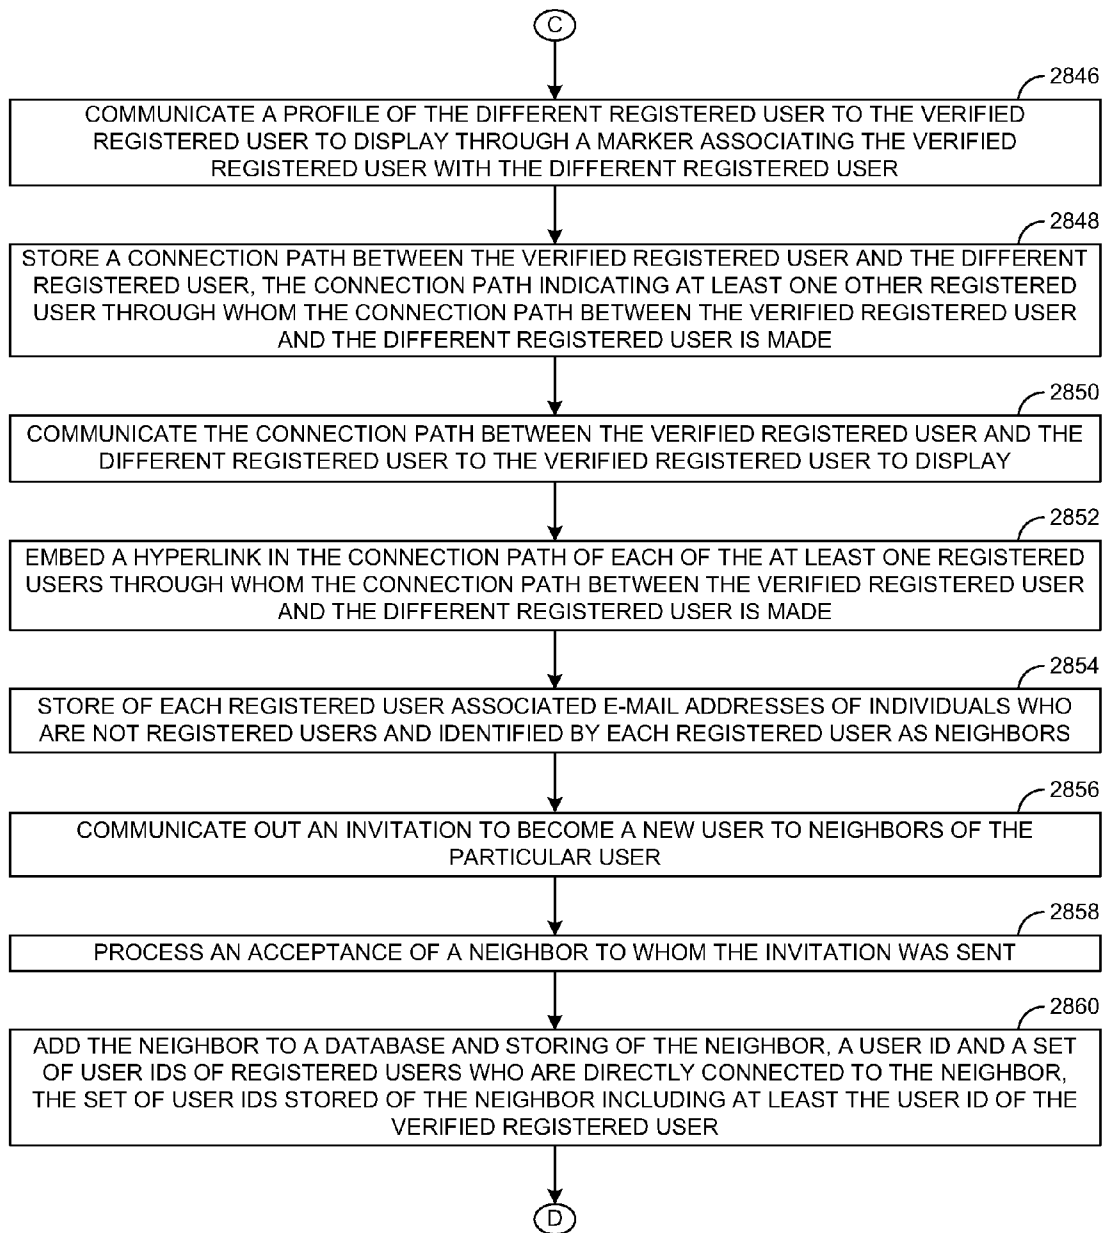 C
2846
COMMUNICATE A PROFILE OF THE DIFFERENT REGISTERED USER TO THE VERIFIED
REGISTERED USER TO DISPLAY THROUGH A MARKER ASSOCIATING THE VERIFIED
REGISTERED USER WITH THE DIFFERENT REGISTERED USER
2848
STORE A CONNECTION PATH BETWEEN THE VERIFIED REGISTERED USER AND THE DIFFERENT
REGISTERED USER, THE CONNECTION PATH INDICATING AT LEAST ONE OTHER REGISTERED
USER THROUGH WHOM THE CONNECTION PATH BETWEEN THE VERIFIED REGISTERED USER
AND THE DIFFERENT REGISTERED USER IS MADE
2850
COMMUNICATE THE CONNECTION PATH BETWEEN THE VERIFIED REGISTERED USER AND THE
DIFFERENT REGISTERED USER TO THE VERIFIED REGISTERED USER TO DISPLAY
2852
EMBED A HYPERLINK IN THE CONNECTION PATH OF EACH OF THE AT LEAST ONE REGISTERED
USERS THROUGH WHOM THE CONNECTION PATH BETWEEN THE VERIFIED REGISTERED USER
AND THE DIFFERENT REGISTERED USER IS MADE
2854
STORE OF EACH REGISTERED USER ASSOCIATED E-MAIL ADDRESSES OF INDIVIDUALS WHO
ARE NOT REGISTERED USERS AND IDENTIFIED BY EACH REGISTERED USER AS NEIGHBORS
2856
COMMUNICATE OUT AN INVITATION TO BECOME A NEW USER TO NEIGHBORS OF THE
PARTICULAR USER
2858
PROCESS AN ACCEPTANCE OF A NEIGHBOR TO WHOM THE INVITATION WAS SENT
2860
ADD THE NEIGHBOR TO A DATABASE AND STORING OF THE NEIGHBOR, A USER ID AND A SET
OF USER IDS OF REGISTERED USERS WHO ARE DIRECTLY CONNECTED TO THE NEIGHBOR,
THE SET OF USER IDS STORED OF THE NEIGHBOR INCLUDING AT LEAST THE USER ID OF THE
VERIFIED REGISTERED USER
D